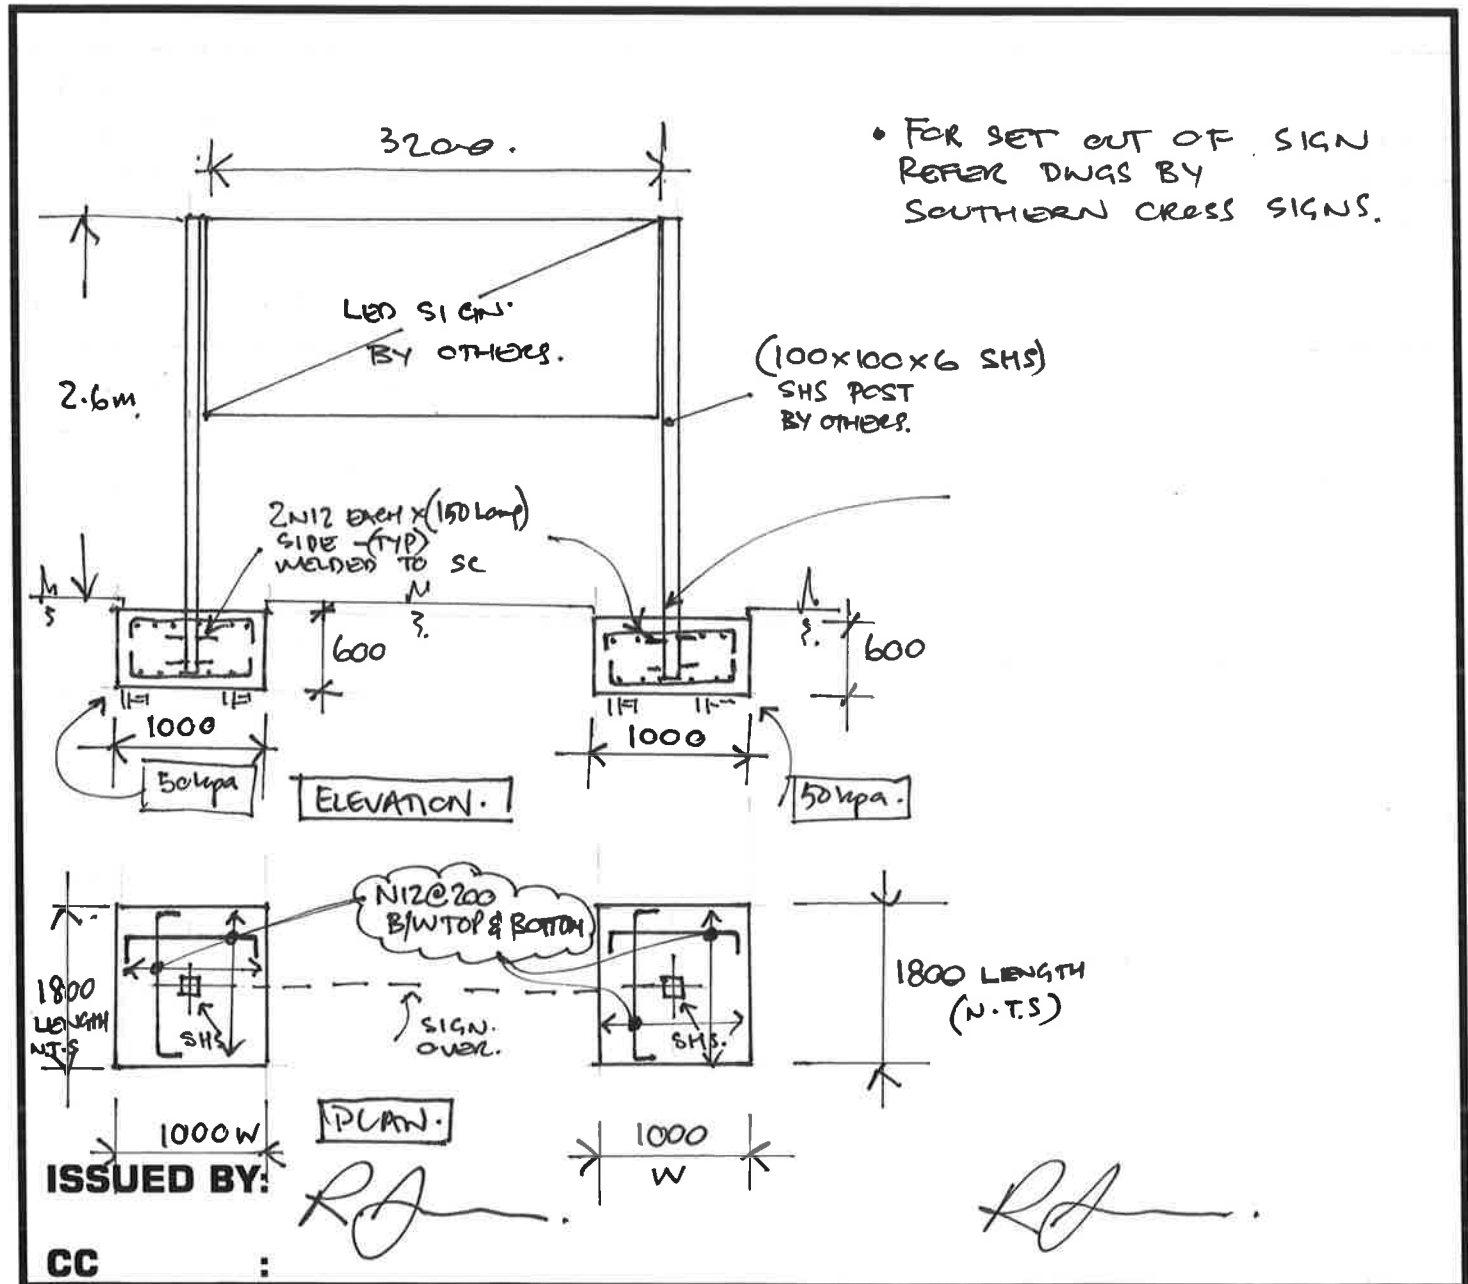 3200.
• FOR SET OUT OF SIGN
REFER DWGS BY
SOUTHERN CROSS SIGNS.
LED SIGN.
BY OTHERS.
2.6m.
(100x100x6 SHS)
SHS POST
BY OTHERS.
2N12 EACH x (150 Long)
SIDE - (TYP)
WELDED TO SC
600
600
1000
1000
50kpa
ELEVATION.
50kpa.
N12@200
B/W TOP & BOTTOM
1800
LENGTH
N.T.S
SHS
SIGN.
OVER.
SHS.
1800 LENGTH
(N.T.S)
1000 W
PLAN.
1000
W
ISSUED BY:
CC :